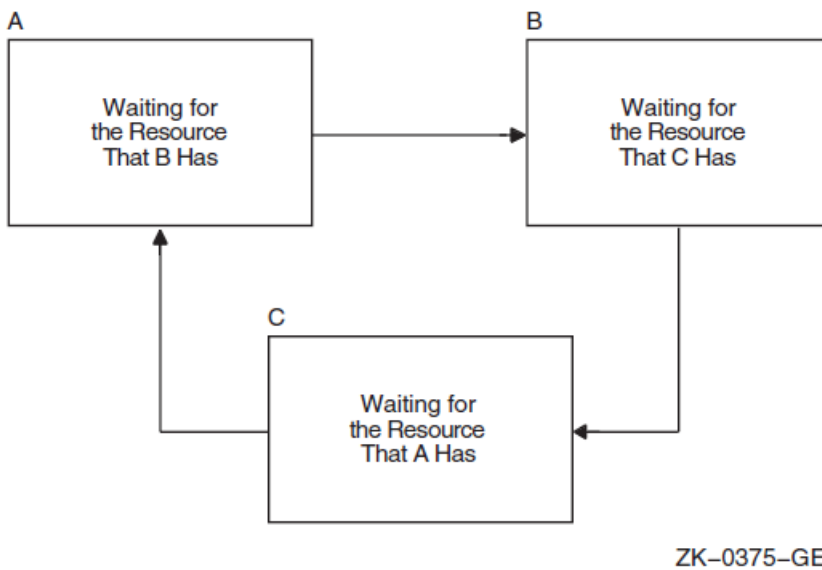 A
Waiting for
the Resource
That B Has
B
Waiting for
the Resource
That C Has
C
Waiting for
the Resource
That A Has
ZK–0375–GE